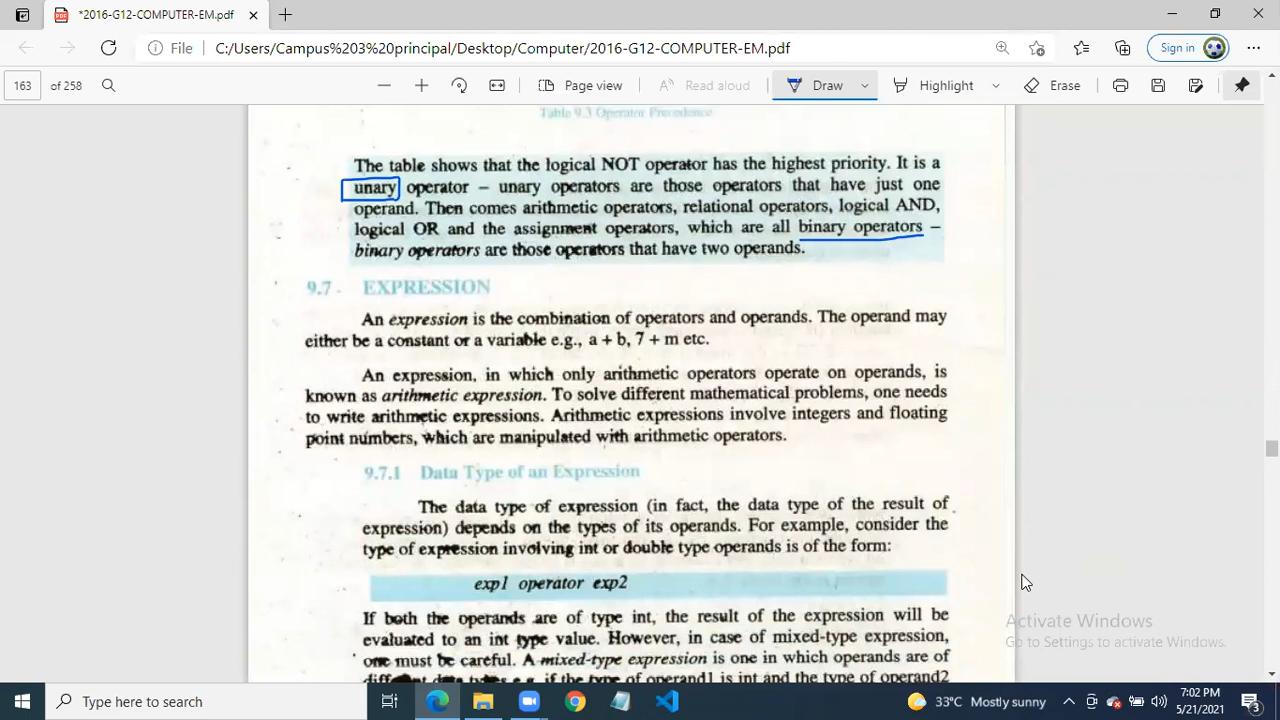 *2016-G12-COMPUTER-EM.pdf
File C:/Users/Campus%203%20principal/Desktop/Computer/2016-G12-COMPUTER-EM.pdf Sign in
163 of 258 Page view Read aloud Draw Highlight Erase
Table 9.3 Operator Precedence
The table shows that the logical NOT operator has the highest priority. It is a
unary operator – unary operators are those operators that have just one
operand. Then comes arithmetic operators, relational operators, logical AND,
logical OR and the assignment operators, which are all binary operators –
binary operators are those operators that have two operands.
9.7 EXPRESSION
An expression is the combination of operators and operands. The operand may
either be a constant or a variable e.g., a + b, 7 + m etc.
An expression, in which only arithmetic operators operate on operands, is
known as arithmetic expression. To solve different mathematical problems, one needs
to write arithmetic expressions. Arithmetic expressions involve integers and floating
point numbers, which are manipulated with arithmetic operators.
9.7.1 Data Type of an Expression
The data type of expression (in fact, the data type of the result of
expression) depends on the types of its operands. For example, consider the
type of expression involving int or double type operands is of the form:
exp1 operator exp2
If both the operands are of type int, the result of the expression will be
evaluated to an int type value. However, in case of mixed-type expression,
one must be careful. A mixed-type expression is one in which operands are of
different data types e.g. if the type of operand1 is int and the type of operand2
Activate Windows
Go to Settings to activate Windows.
Type here to search 33°C Mostly sunny 7:02 PM
5/21/2021
3